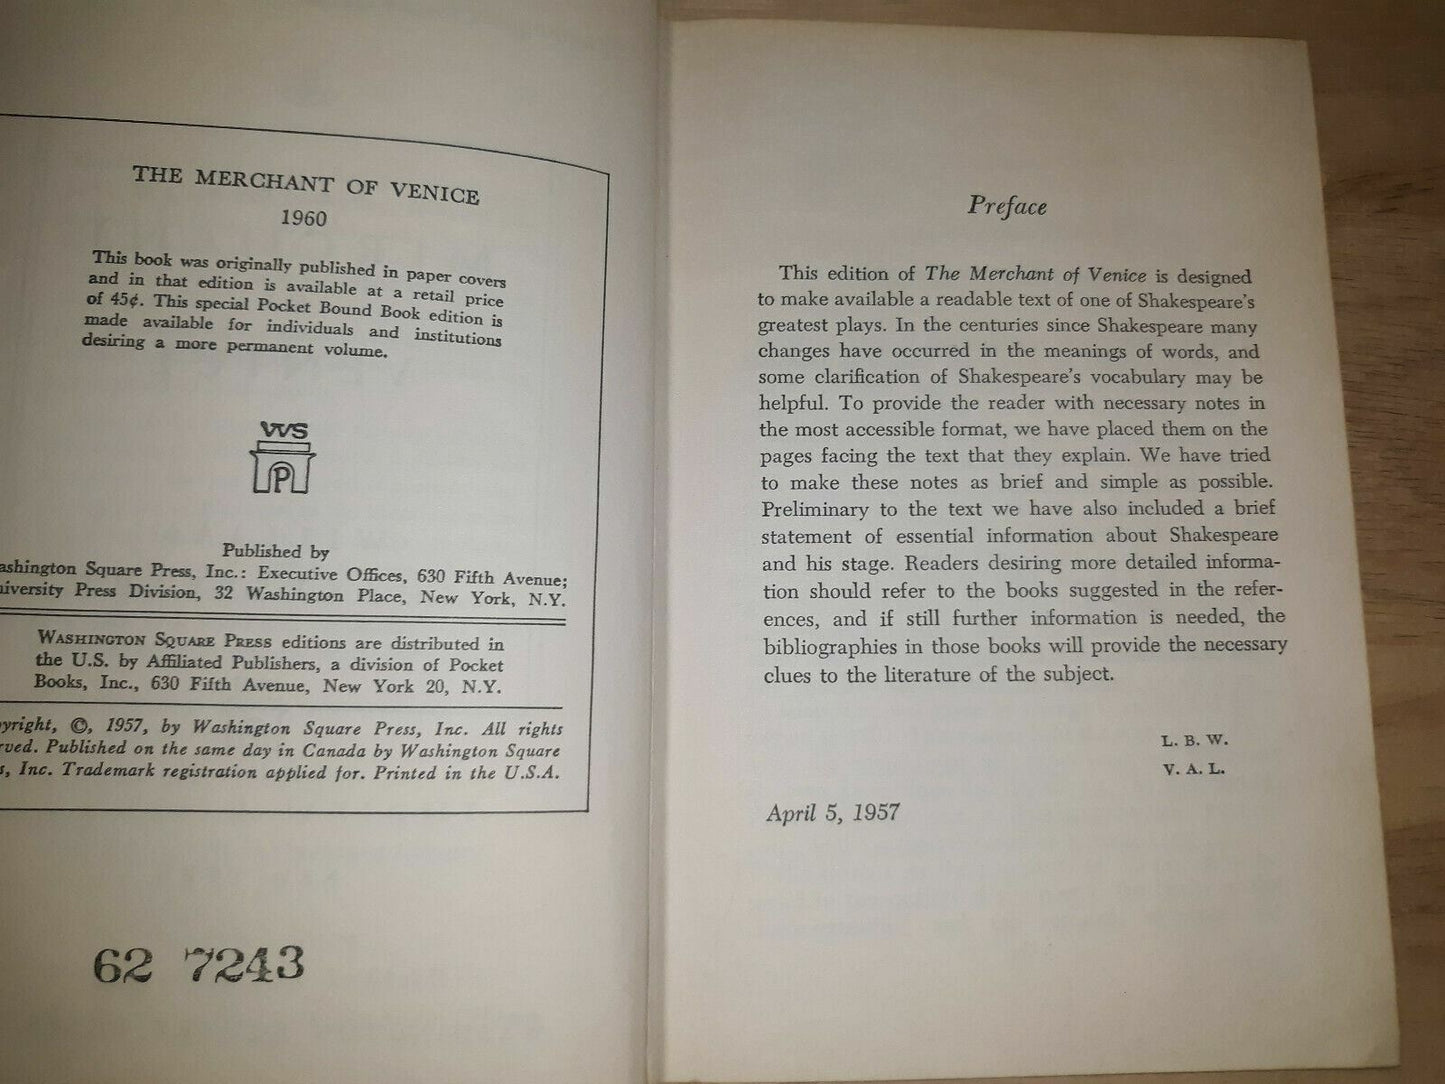 THE MERCHANT OF VENICE
1960
This book was originally published in paper covers
and in that edition is available at a retail price
of 45¢. This special Pocket Bound Book edition is
made available for individuals and institutions
desiring a more permanent volume.
WS
P
Published by
ashington Square Press, Inc.: Executive Offices, 630 Fifth Avenue;
iversity Press Division, 32 Washington Place, New York, N.Y.
WASHINGTON SQUARE PRESS editions are distributed in
the U.S. by Affiliated Publishers, a division of Pocket
Books, Inc., 630 Fifth Avenue, New York 20, N.Y.
yright, ©, 1957, by Washington Square Press, Inc. All rights
rved. Published on the same day in Canada by Washington Square
s, Inc. Trademark registration applied for. Printed in the U.S.A.
62 7243
Preface
This edition of The Merchant of Venice is designed
to make available a readable text of one of Shakespeare's
greatest plays. In the centuries since Shakespeare many
changes have occurred in the meanings of words, and
some clarification of Shakespeare's vocabulary may be
helpful. To provide the reader with necessary notes in
the most accessible format, we have placed them on the
pages facing the text that they explain. We have tried
to make these notes as brief and simple as possible.
Preliminary to the text we have also included a brief
statement of essential information about Shakespeare
and his stage. Readers desiring more detailed informa-
tion should refer to the books suggested in the refer-
ences, and if still further information is needed, the
bibliographies in those books will provide the necessary
clues to the literature of the subject.
L. B. W.
V. A. L.
April 5, 1957